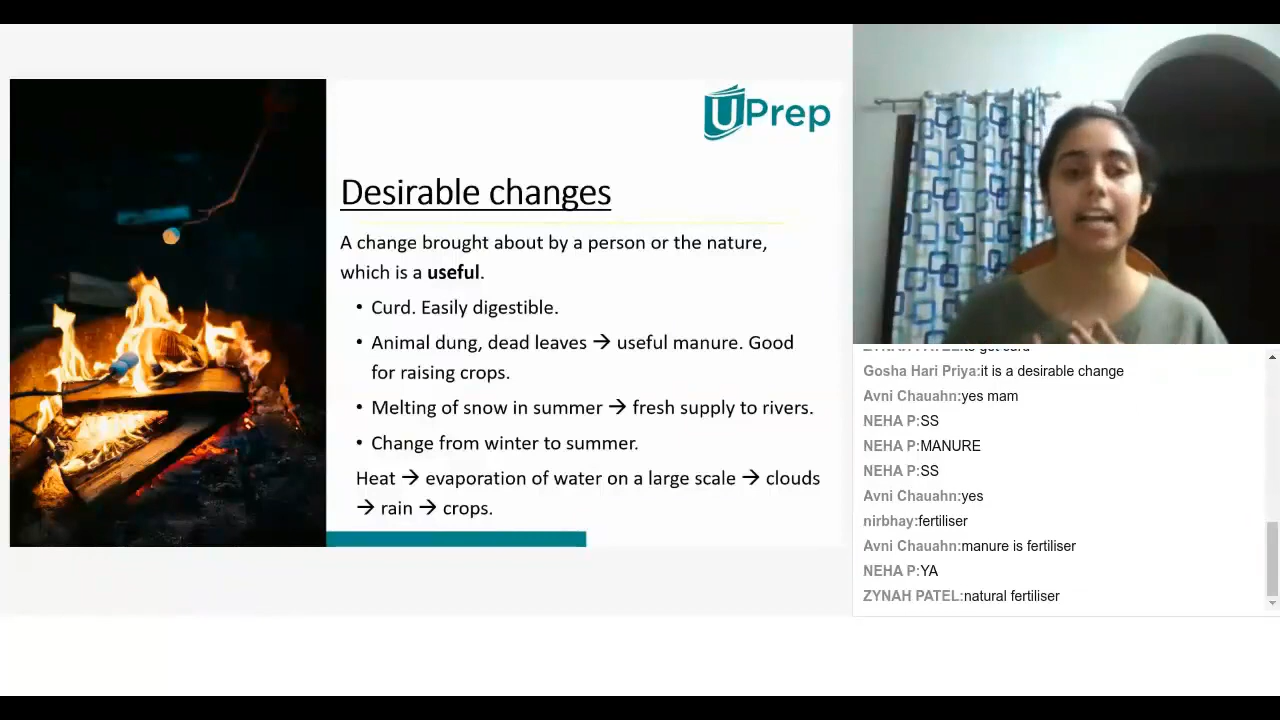 UPrep
Desirable changes
A change brought about by a person or the nature,
which is a useful.
• Curd. Easily digestible.
• Animal dung, dead leaves → useful manure. Good
for raising crops.
• Melting of snow in summer → fresh supply to rivers.
• Change from winter to summer.
Heat → evaporation of water on a large scale → clouds
→ rain → crops.
Gosha Hari Priya:it is a desirable change
Avni Chauahn:yes mam
NEHA P:SS
NEHA P:MANURE
NEHA P:SS
Avni Chauahn:yes
nirbhay:fertiliser
Avni Chauahn:manure is fertiliser
NEHA P:YA
ZYNAH PATEL:natural fertiliser